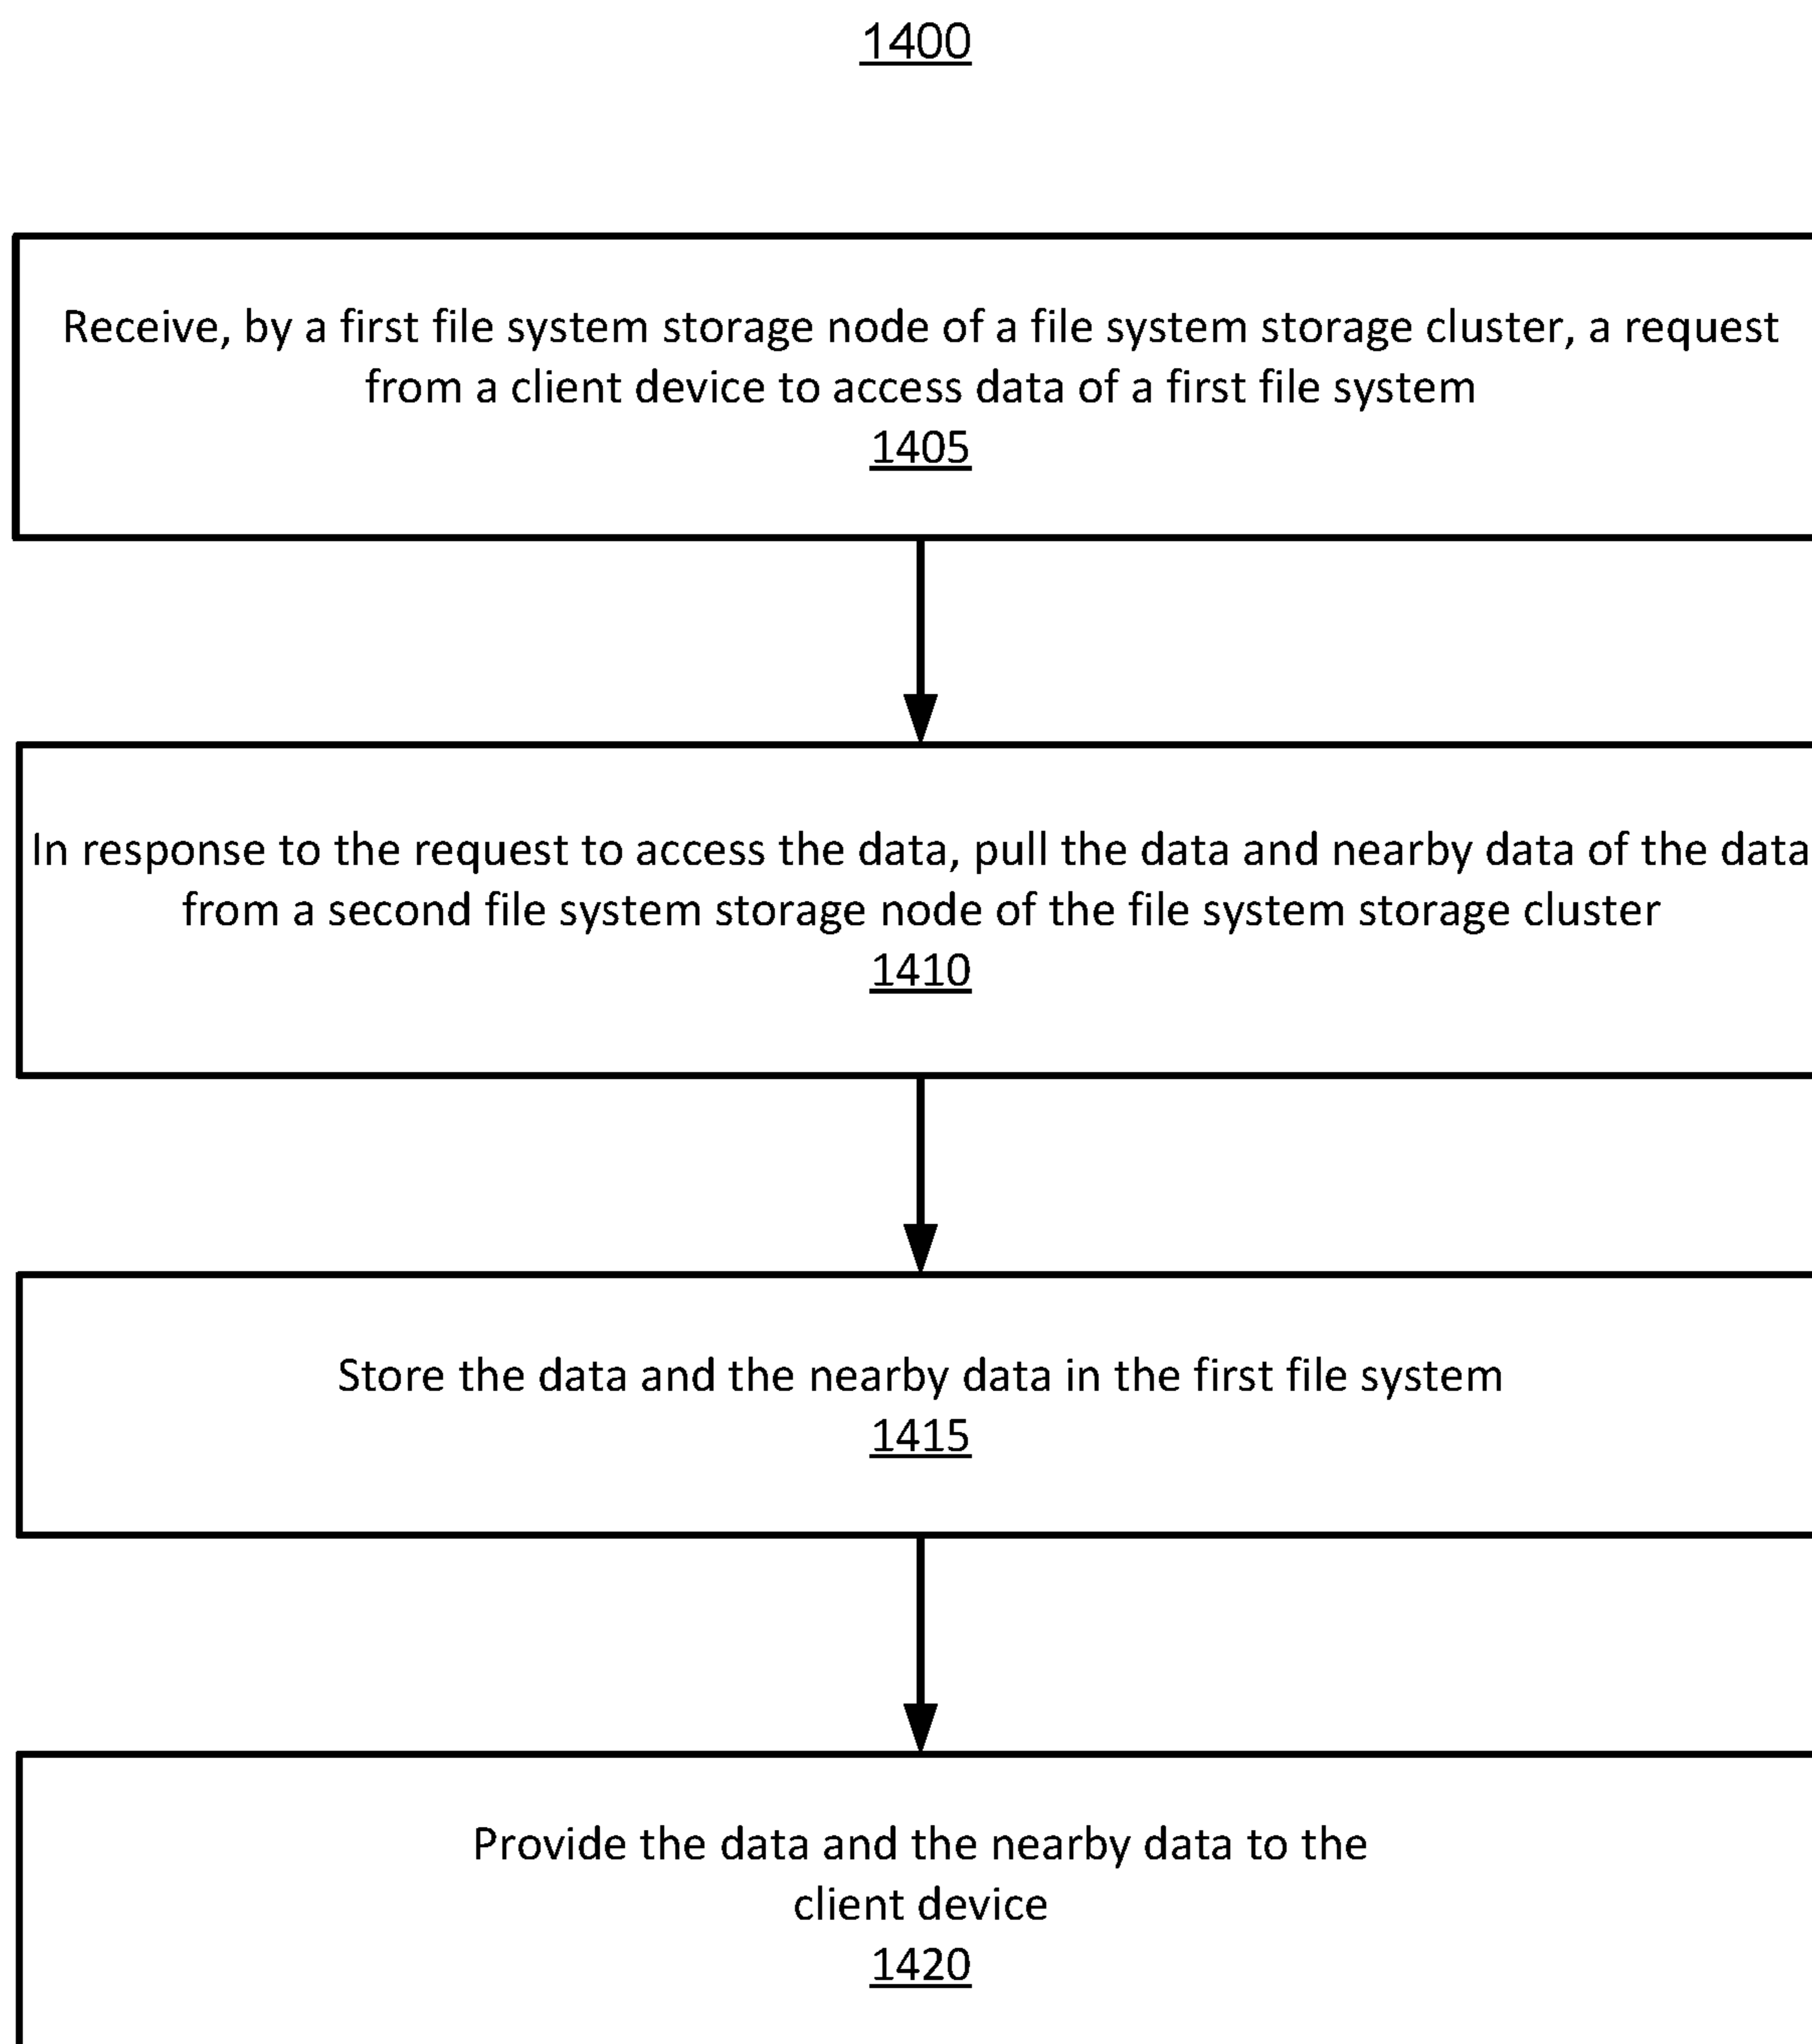 1400
Receive, by a first file system storage node of a file system storage cluster, a request
from a client device to access data of a first file system
1405
In response to the request to access the data, pull the data and nearby data of the data
from a second file system storage node of the file system storage cluster
1410
Store the data and the nearby data in the first file system
1415
Provide the data and the nearby data to the
client device
1420